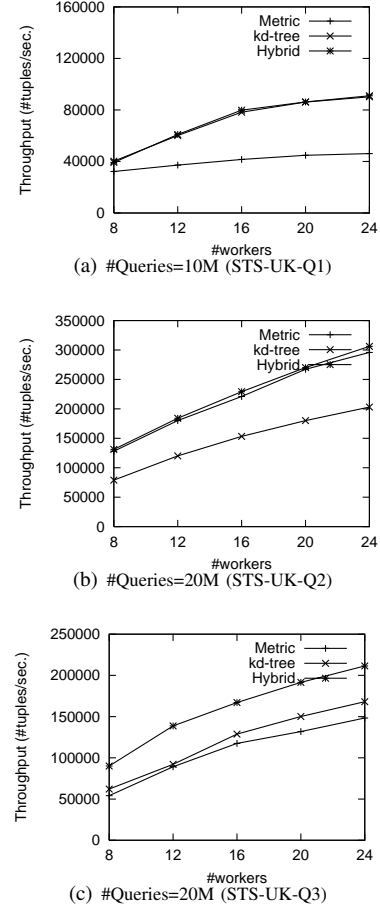 160000
120000
80000
40000
0
Throughput (#tuples/sec.)
Metric
kd-tree
Hybrid
8 12 16 20 24
#workers
(a) #Queries=10M (STS-UK-Q1)
350000
300000
250000
200000
150000
100000
50000
0
Throughput (#tuples/sec.)
Metric
kd-tree
Hybrid
8 12 16 20 24
#workers
(b) #Queries=20M (STS-UK-Q2)
250000
200000
150000
100000
50000
0
Throughput (#tuples/sec.)
Metric
kd-tree
Hybrid
8 12 16 20 24
#workers
(c) #Queries=20M (STS-UK-Q3)